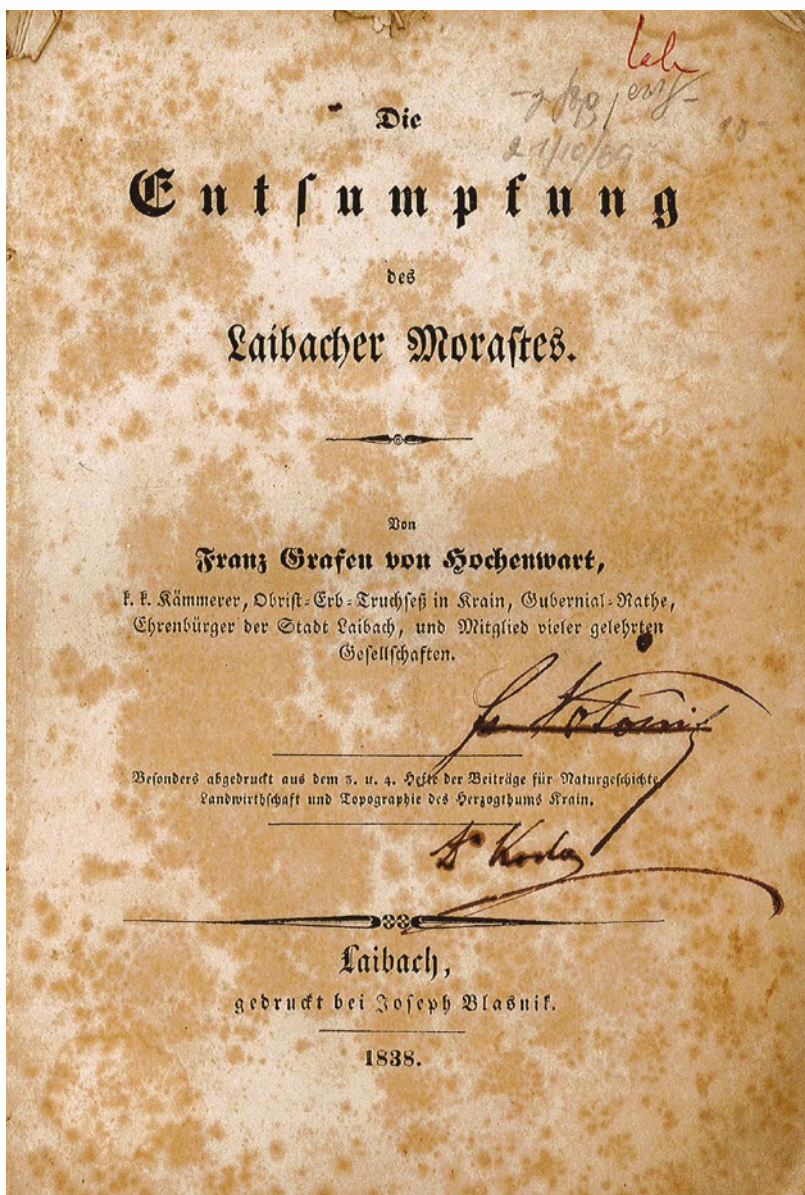 Die
Entsumpfung
des
Laibacher Morastes.
Von
Franz Grafen von Hochenwart,
k. k. Kämmerer, Obrist-Erb-Truchseß in Krain, Gubernial-Rathe,
Ehrenbürger der Stadt Laibach, und Mitglied vieler gelehrten
Gesellschaften.
Besonders abgedruckt aus dem 3. u. 4. Hefte der Beiträge für Naturgeschichte,
Landwirthschaft und Topographie des Herzogthums Krain.
Laibach,
gedruckt bei Joseph Blasnik.
1838.